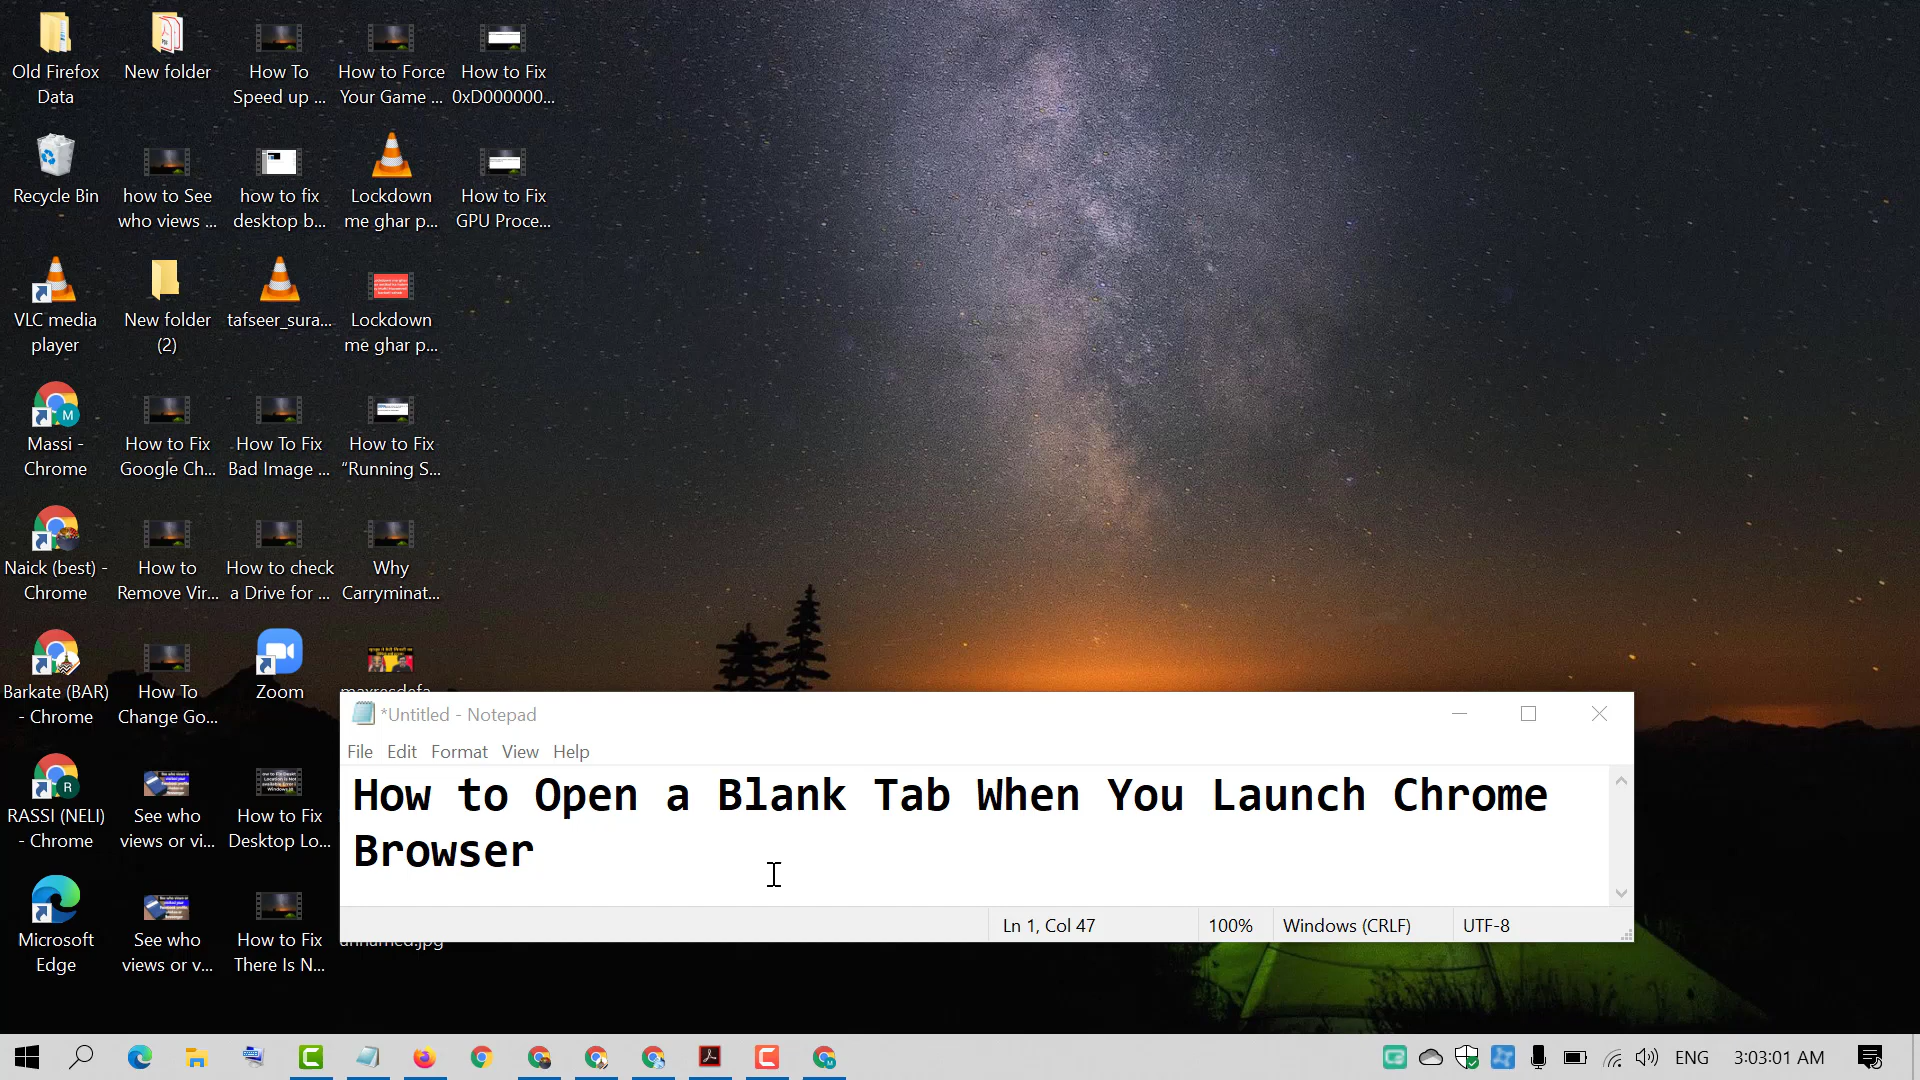 Old Firefox
Data
New folder
How To
Speed up ...
How to Force
Your Game ...
How to Fix
0xD000000...
Recycle Bin
how to See
who views ...
how to fix
desktop b...
Lockdown
me ghar p...
How to Fix
GPU Proce...
VLC media
player
New folder
(2)
tafseer_sura...
Lockdown
me ghar p...
Massi -
Chrome
How to Fix
Google Ch...
How To Fix
Bad Image ...
How to Fix
“Running S...
Naick (best) -
Chrome
How to
Remove Vir...
How to check
a Drive for ...
Why
Carryminat...
Barkate (BAR)
- Chrome
How To
Change Go...
Zoom
RASSI (NELI)
- Chrome
See who
views or vi...
How to Fix
Desktop Lo...
Microsoft
Edge
See who
views or v...
How to Fix
There Is N...
*Untitled - Notepad
File Edit Format View Help
How to Open a Blank Tab When You Launch Chrome
Browser
Ln 1, Col 47 100% Windows (CRLF) UTF-8
ENG 3:03:01 AM